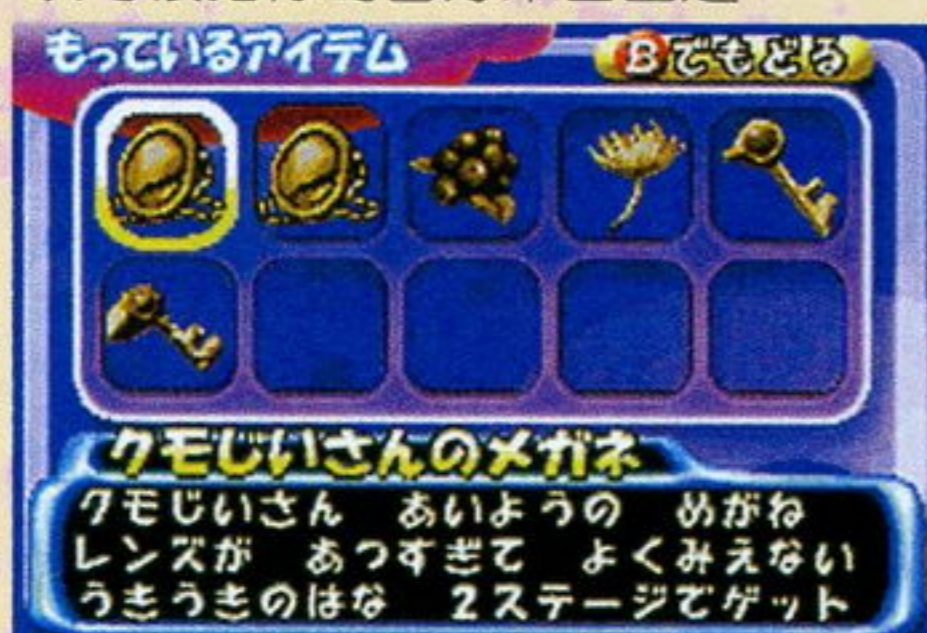 もっているアイテム
Bでもどる
クモじいさんのメガネ
クモじいさん あいようの めがね
レンズが あつすぎて よくみえない
うきうきのはな 2ステージでゲット